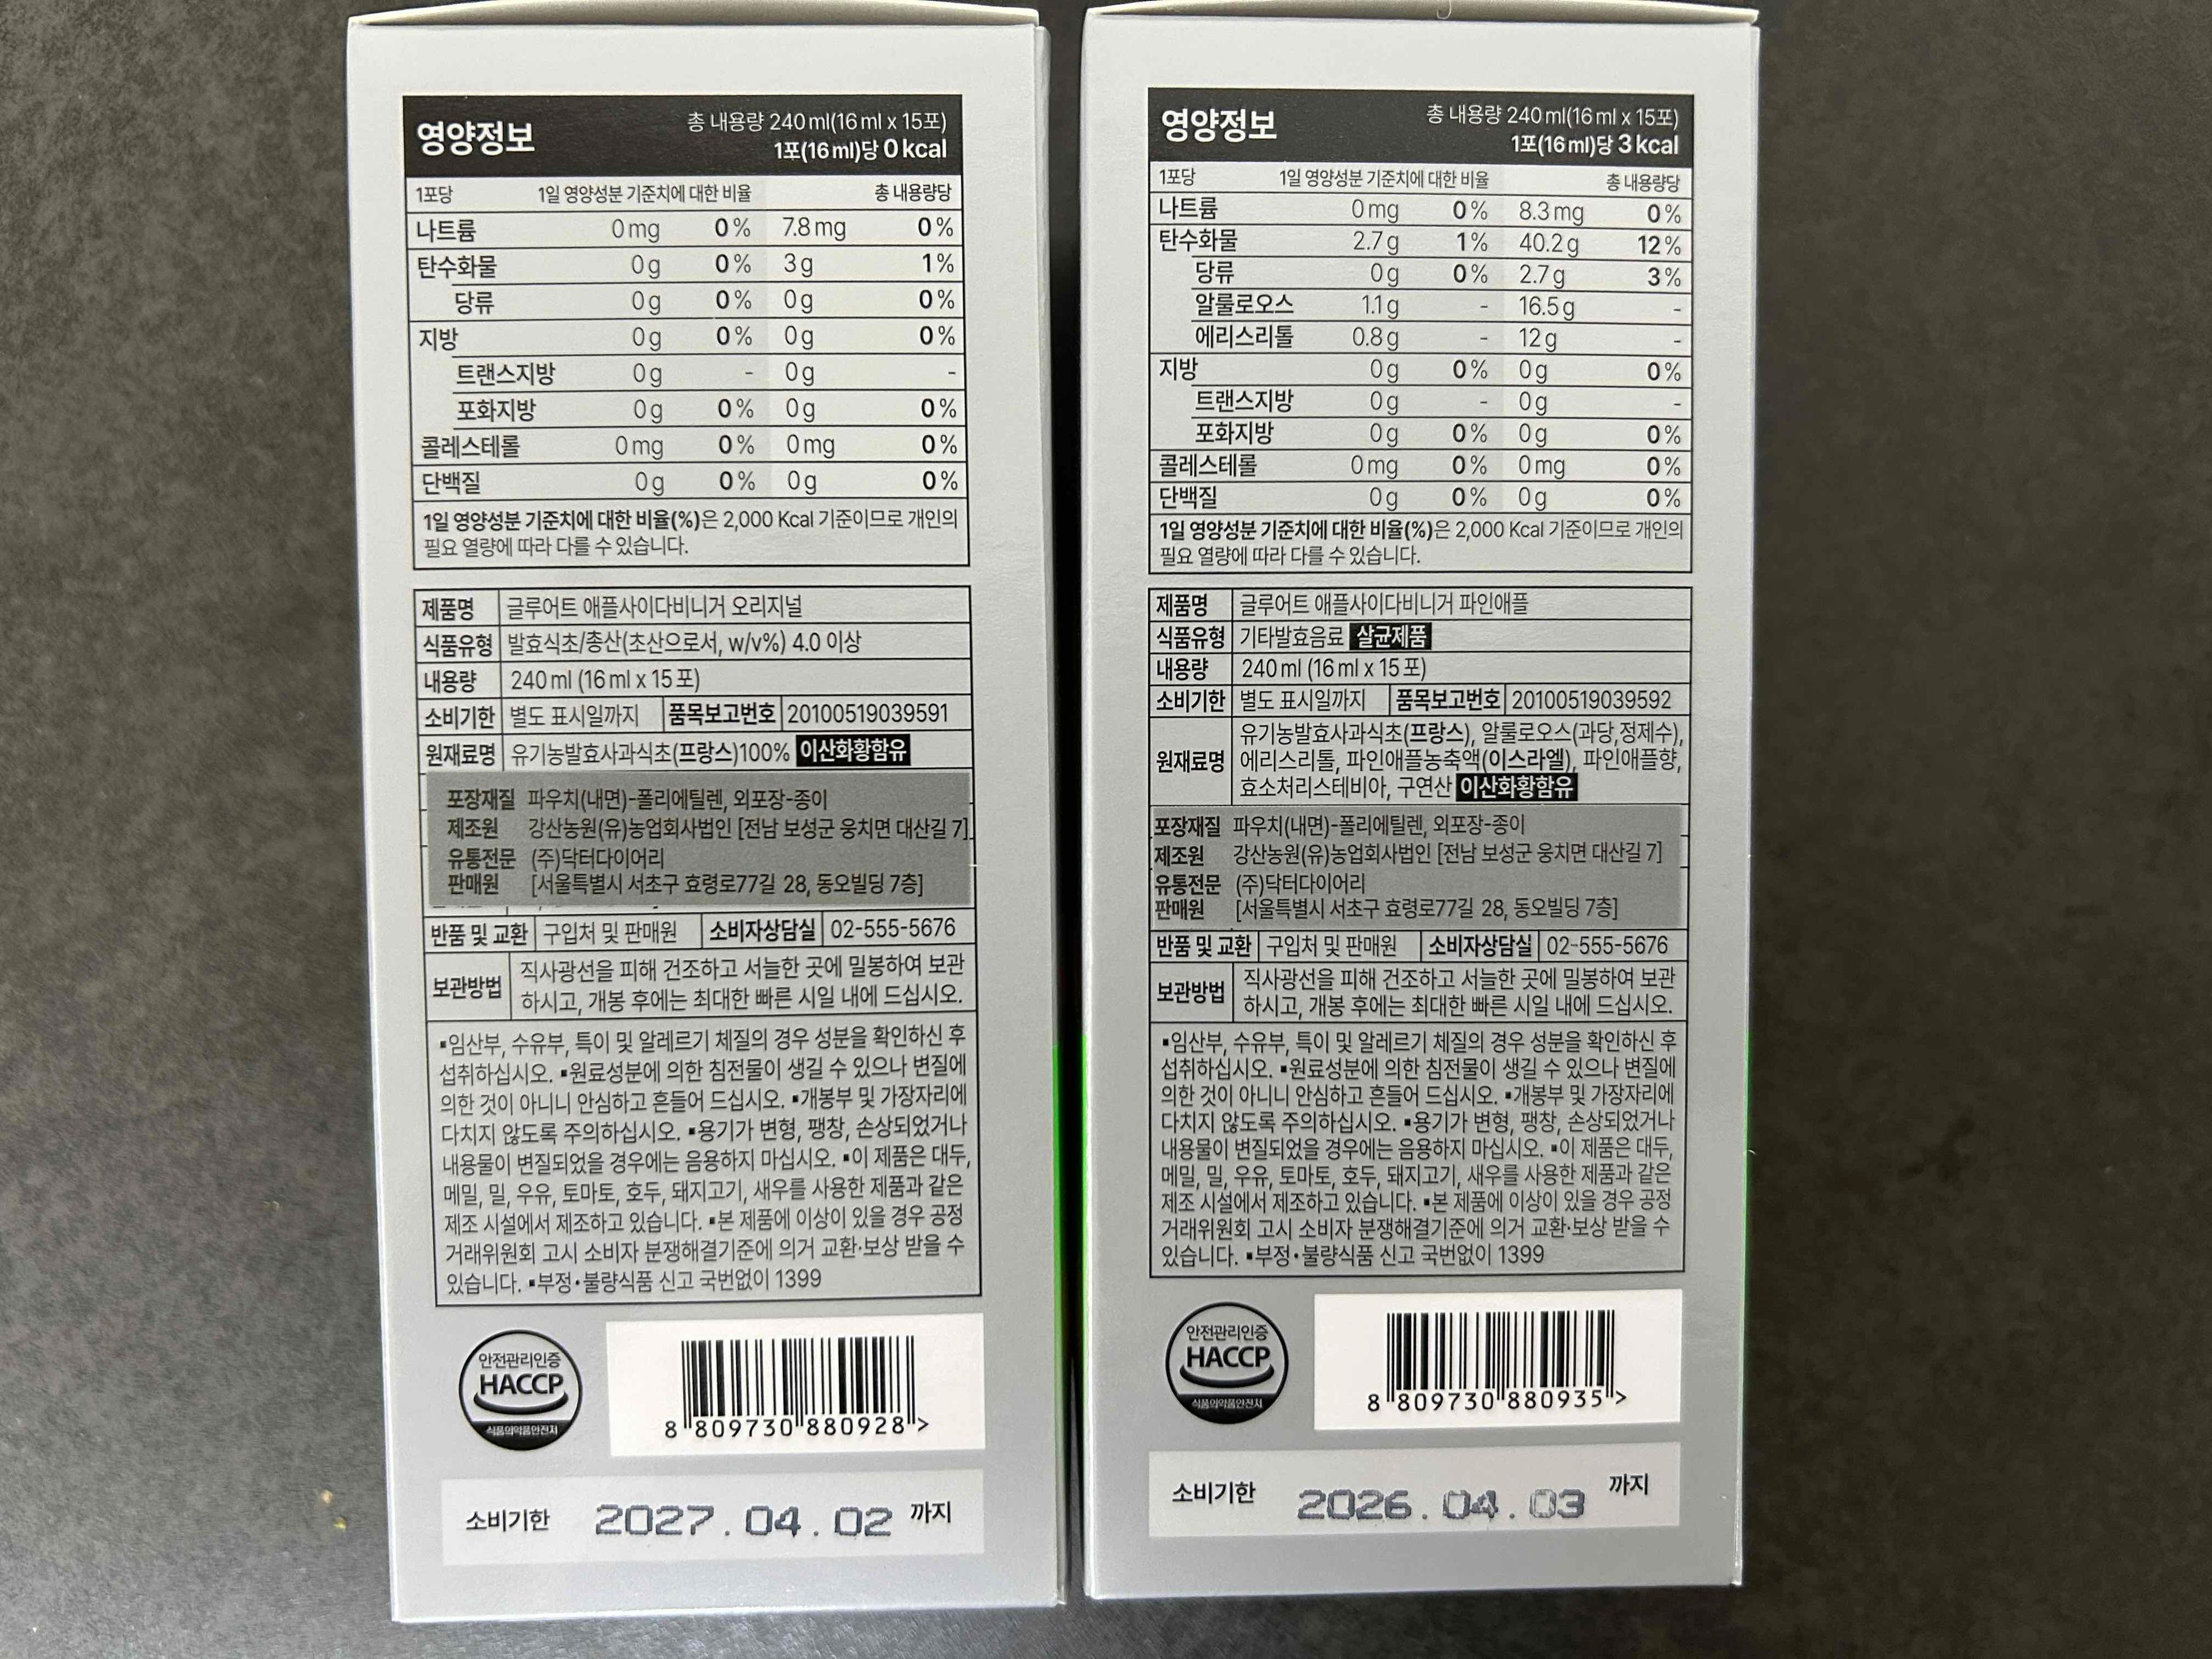 영양정보
총 내용량 240 ml(16 ml x 15포)
1포(16 ml)당 0 kcal
1포당 1일 영양성분 기준치에 대한 비율 총 내용량당
나트륨 0 mg 0 % 7.8 mg 0 %
탄수화물 0 g 0 % 3 g 1 %
당류 0 g 0 % 0 g 0 %
지방 0 g 0 % 0 g 0 %
트랜스지방 0 g - 0 g -
포화지방 0 g 0 % 0 g 0 %
콜레스테롤 0 mg 0 % 0 mg 0 %
단백질 0 g 0 % 0 g 0 %
1일 영양성분 기준치에 대한 비율(%)은 2,000 Kcal 기준이므로 개인의
필요 열량에 따라 다를 수 있습니다.
제품명 글루어트 애플사이다비니거 오리지널
식품유형 발효식초/총산(초산으로서, w/v%) 4.0 이상
내용량 240 ml (16 ml x 15 포)
소비기한 별도 표시일까지 품목보고번호 20100519039591
원재료명 유기농발효사과식초(프랑스)100% 이산화황함유
포장재질 파우치(내면)-폴리에틸렌, 외포장-종이
제조원 강산농원(유)농업회사법인 [전남 보성군 웅치면 대산길 7]
유통전문 (주)닥터다이어리
판매원 [서울특별시 서초구 효령로77길 28, 동오빌딩 7층]
반품 및 교환 구입처 및 판매원 소비자상담실 02-555-5676
보관방법 직사광선을 피해 건조하고 서늘한 곳에 밀봉하여 보관
하시고, 개봉 후에는 최대한 빠른 시일 내에 드십시오.
▪임산부, 수유부, 특이 및 알레르기 체질의 경우 성분을 확인하신 후
섭취하십시오. ▪원료성분에 의한 침전물이 생길 수 있으나 변질에
의한 것이 아니니 안심하고 흔들어 드십시오. ▪개봉부 및 가장자리에
다치지 않도록 주의하십시오. ▪용기가 변형, 팽창, 손상되었거나
내용물이 변질되었을 경우에는 음용하지 마십시오. ▪이 제품은 대두,
메밀, 밀, 우유, 토마토, 호두, 돼지고기, 새우를 사용한 제품과 같은
제조 시설에서 제조하고 있습니다. ▪본 제품에 이상이 있을 경우 공정
거래위원회 고시 소비자 분쟁해결기준에 의거 교환·보상 받을 수
있습니다. ▪부정·불량식품 신고 국번없이 1399
안전관리인증
HACCP
식품의약품안전처
8 809730 880928 >
소비기한 2027.04.02 까지
영양정보
총 내용량 240 ml(16 ml x 15포)
1포(16 ml)당 3 kcal
1포당 1일 영양성분 기준치에 대한 비율 총 내용량당
나트륨 0 mg 0 % 8.3 mg 0 %
탄수화물 2.7 g 1 % 40.2 g 12 %
당류 0 g 0 % 2.7 g 3 %
알룰로오스 1.1 g - 16.5 g -
에리스리톨 0.8 g - 12 g -
지방 0 g 0 % 0 g 0 %
트랜스지방 0 g - 0 g -
포화지방 0 g 0 % 0 g 0 %
콜레스테롤 0 mg 0 % 0 mg 0 %
단백질 0 g 0 % 0 g 0 %
1일 영양성분 기준치에 대한 비율(%)은 2,000 Kcal 기준이므로 개인의
필요 열량에 따라 다를 수 있습니다.
제품명 글루어트 애플사이다비니거 파인애플
식품유형 기타발효음료 살균제품
내용량 240 ml (16 ml x 15 포)
소비기한 별도 표시일까지 품목보고번호 20100519039592
원재료명 유기농발효사과식초(프랑스), 알룰로오스(과당,정제수),
에리스리톨, 파인애플농축액(이스라엘), 파인애플향,
효소처리스테비아, 구연산 이산화황함유
포장재질 파우치(내면)-폴리에틸렌, 외포장-종이
제조원 강산농원(유)농업회사법인 [전남 보성군 웅치면 대산길 7]
유통전문 (주)닥터다이어리
판매원 [서울특별시 서초구 효령로77길 28, 동오빌딩 7층]
반품 및 교환 구입처 및 판매원 소비자상담실 02-555-5676
보관방법 직사광선을 피해 건조하고 서늘한 곳에 밀봉하여 보관
하시고, 개봉 후에는 최대한 빠른 시일 내에 드십시오.
▪임산부, 수유부, 특이 및 알레르기 체질의 경우 성분을 확인하신 후
섭취하십시오. ▪원료성분에 의한 침전물이 생길 수 있으나 변질에
의한 것이 아니니 안심하고 흔들어 드십시오. ▪개봉부 및 가장자리에
다치지 않도록 주의하십시오. ▪용기가 변형, 팽창, 손상되었거나
내용물이 변질되었을 경우에는 음용하지 마십시오. ▪이 제품은 대두,
메밀, 밀, 우유, 토마토, 호두, 돼지고기, 새우를 사용한 제품과 같은
제조 시설에서 제조하고 있습니다. ▪본 제품에 이상이 있을 경우 공정
거래위원회 고시 소비자 분쟁해결기준에 의거 교환·보상 받을 수
있습니다. ▪부정·불량식품 신고 국번없이 1399
안전관리인증
HACCP
식품의약품안전처
8 809730 880935 >
소비기한 2026.04.03 까지